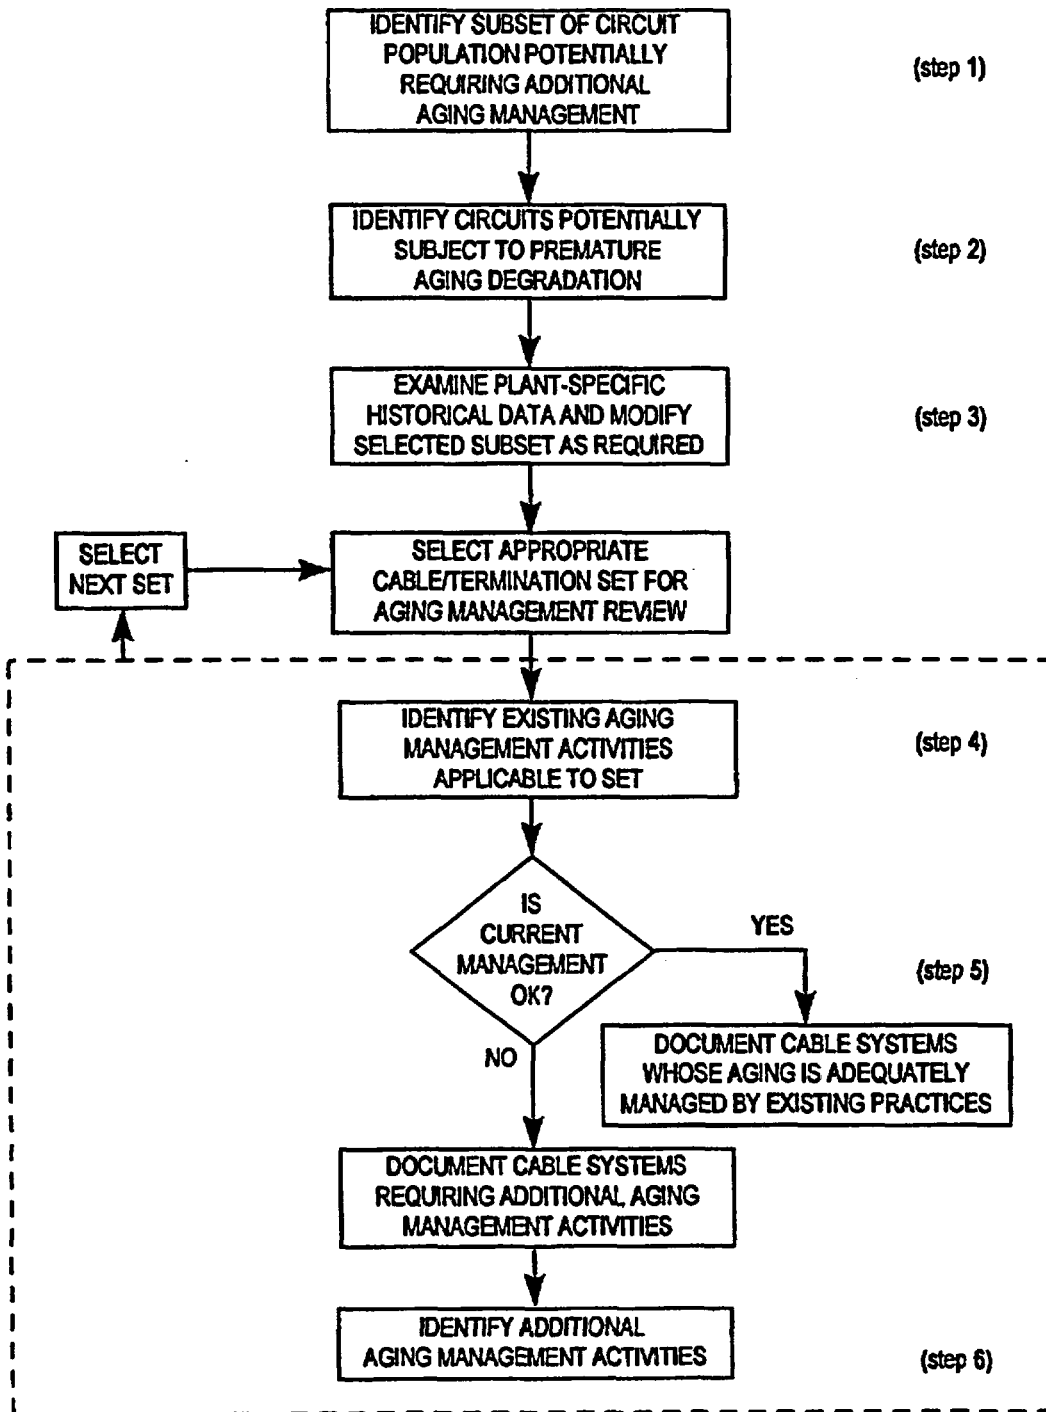 IDENTIFY SUBSET OF CIRCUIT
POPULATION POTENTIALLY
REQUIRING ADDITIONAL
AGING MANAGEMENT
(step 1)
IDENTIFY CIRCUITS POTENTIALLY
SUBJECT TO PREMATURE
AGING DEGRADATION
(step 2)
EXAMINE PLANT-SPECIFIC
HISTORICAL DATA AND MODIFY
SELECTED SUBSET AS REQUIRED
(step 3)
SELECT
NEXT SET
SELECT APPROPRIATE
CABLE/TERMINATION SET FOR
AGING MANAGEMENT REVIEW
IDENTIFY EXISTING AGING
MANAGEMENT ACTIVITIES
APPLICABLE TO SET
(step 4)
IS
CURRENT
MANAGEMENT
OK?
YES
(step 5)
NO
DOCUMENT CABLE SYSTEMS
WHOSE AGING IS ADEQUATELY
MANAGED BY EXISTING PRACTICES
DOCUMENT CABLE SYSTEMS
REQUIRING ADDITIONAL AGING
MANAGEMENT ACTIVITIES
IDENTIFY ADDITIONAL
AGING MANAGEMENT ACTIVITIES
(step 6)